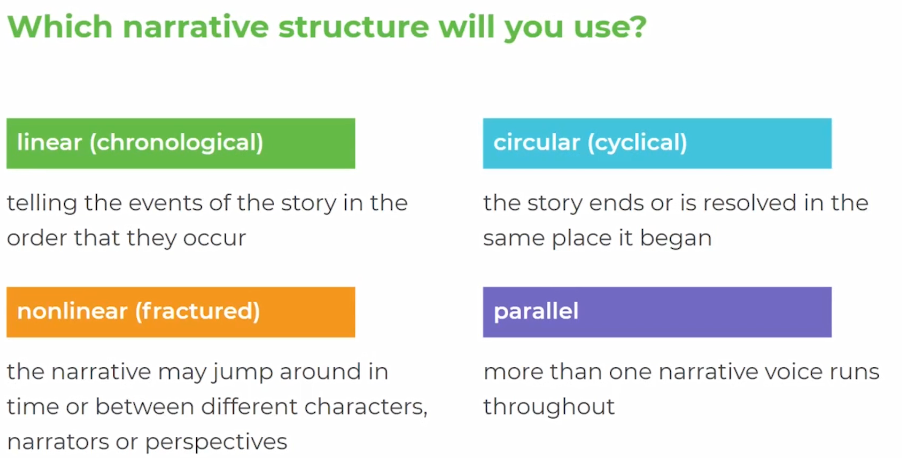 Which narrative structure will you use?
linear (chronological)
telling the events of the story in the
order that they occur
circular (cyclical)
the story ends or is resolved in the
same place it began
nonlinear (fractured)
the narrative may jump around in
time or between different characters,
narrators or perspectives
parallel
more than one narrative voice runs
throughout